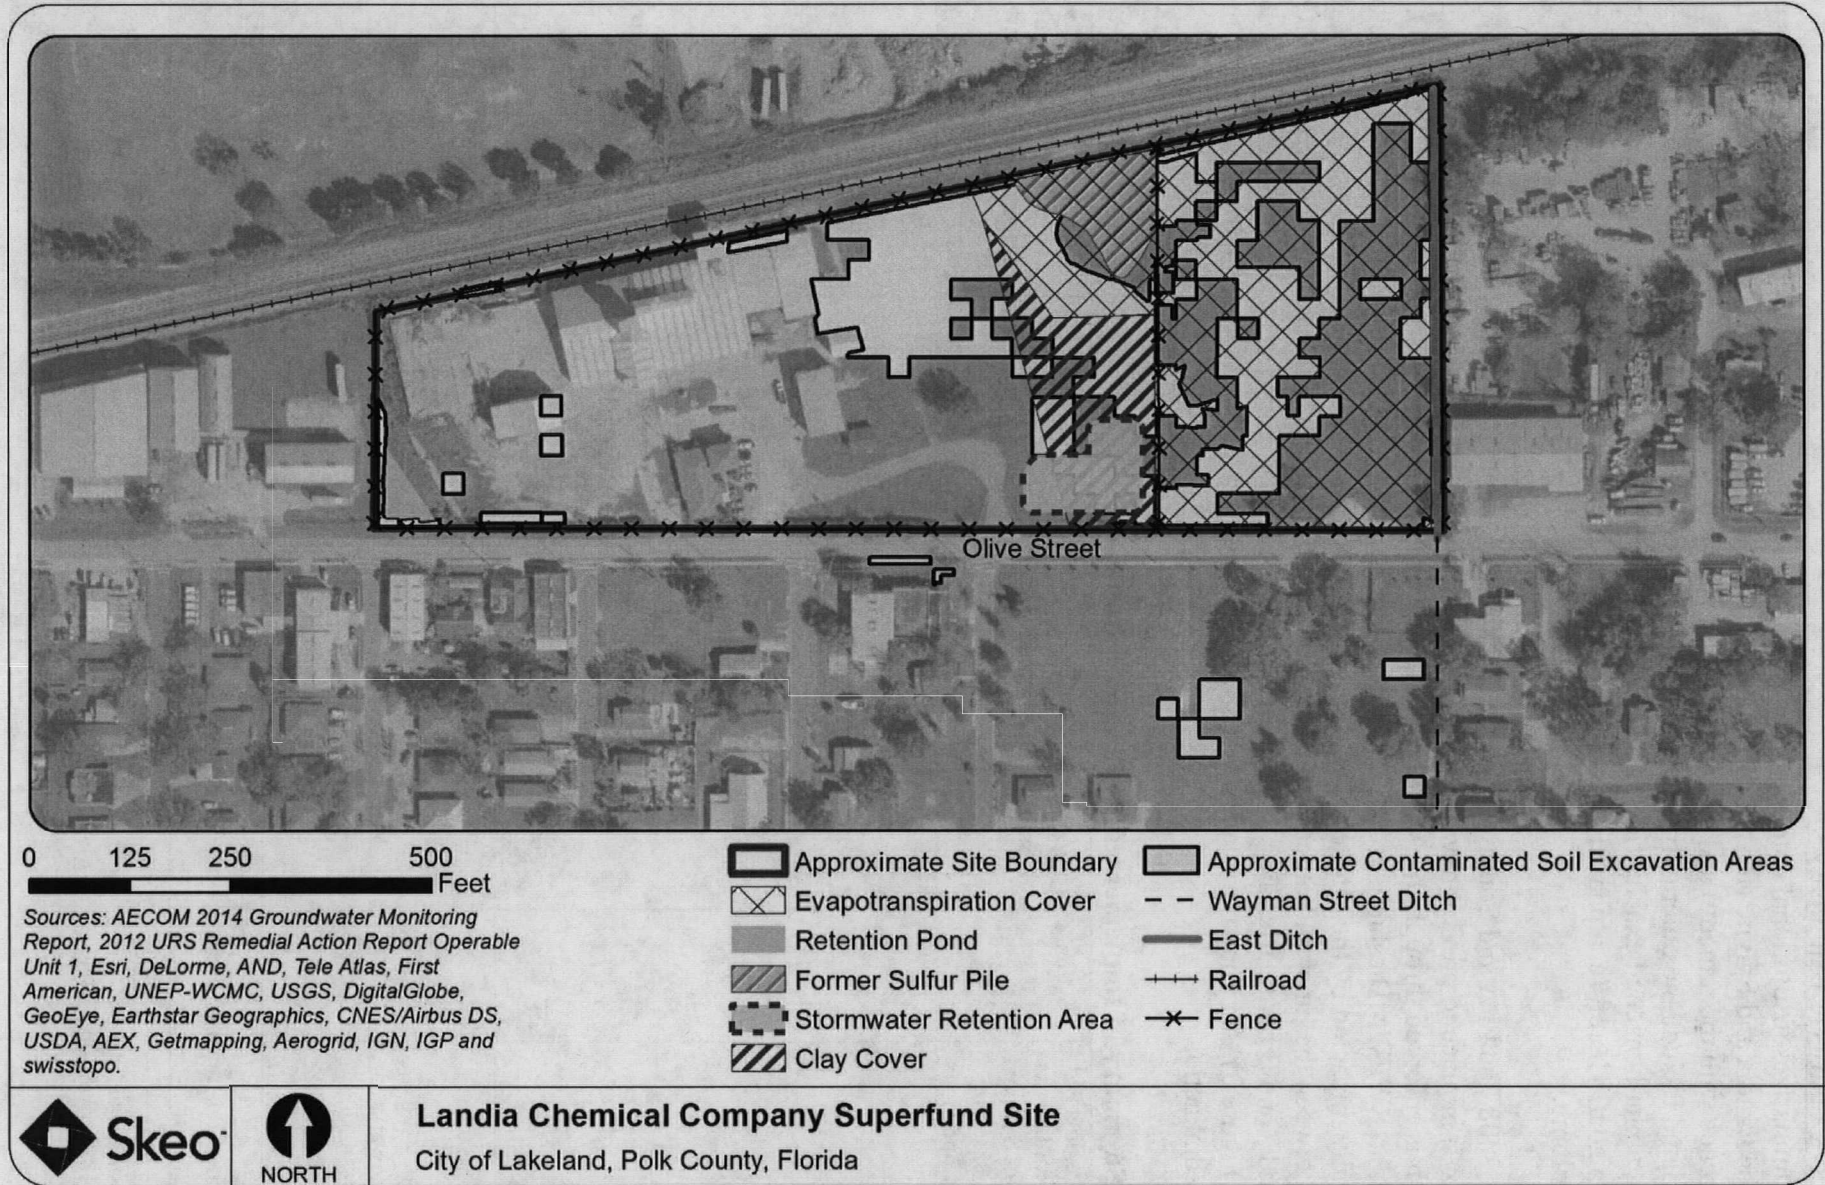 Olive Street
0 125 250 500
Feet
Sources: AECOM 2014 Groundwater Monitoring
Report, 2012 URS Remedial Action Report Operable
Unit 1, Esri, DeLorme, AND, Tele Atlas, First
American, UNEP-WCMC, USGS, DigitalGlobe,
GeoEye, Earthstar Geographics, CNES/Airbus DS,
USDA, AEX, Getmapping, Aerogrid, IGN, IGP and
swisstopo.
Approximate Site Boundary
Evapotranspiration Cover
Retention Pond
Former Sulfur Pile
Stormwater Retention Area
Clay Cover
Approximate Contaminated Soil Excavation Areas
Wayman Street Ditch
East Ditch
Railroad
Fence
Skeo
NORTH
Landia Chemical Company Superfund Site
City of Lakeland, Polk County, Florida